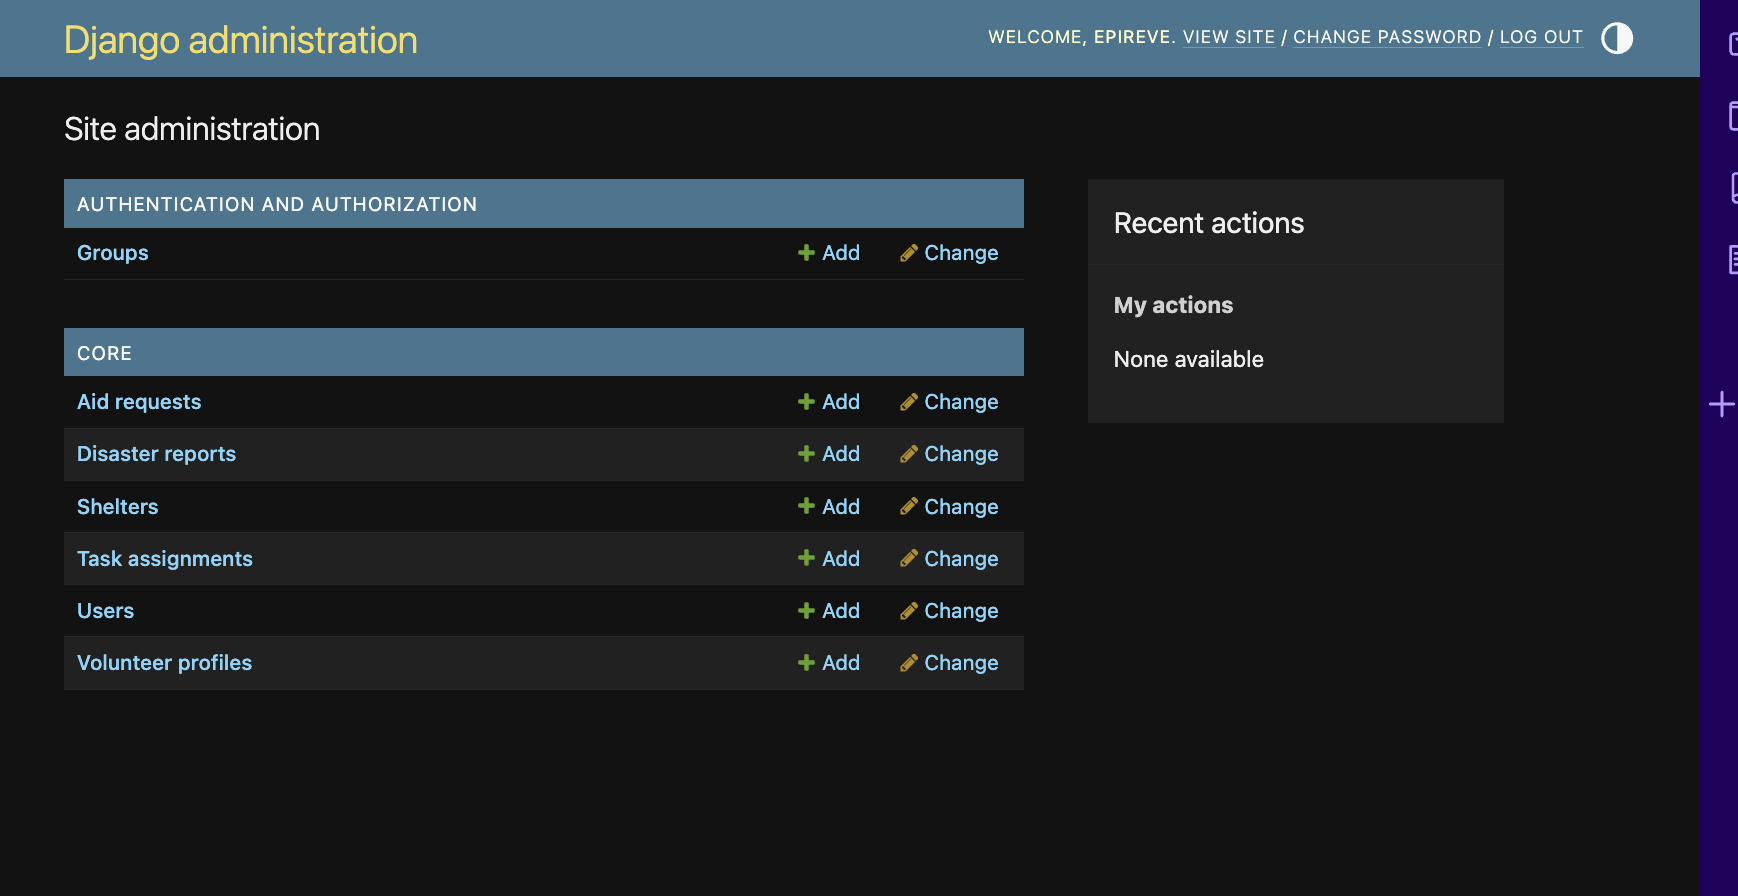 Django administration
WELCOME, EPIREVE. VIEW SITE / CHANGE PASSWORD / LOG OUT
Site administration
AUTHENTICATION AND AUTHORIZATION
Groups Add Change
CORE
Aid requests Add Change
Disaster reports Add Change
Shelters Add Change
Task assignments Add Change
Users Add Change
Volunteer profiles Add Change
Recent actions
My actions
None available